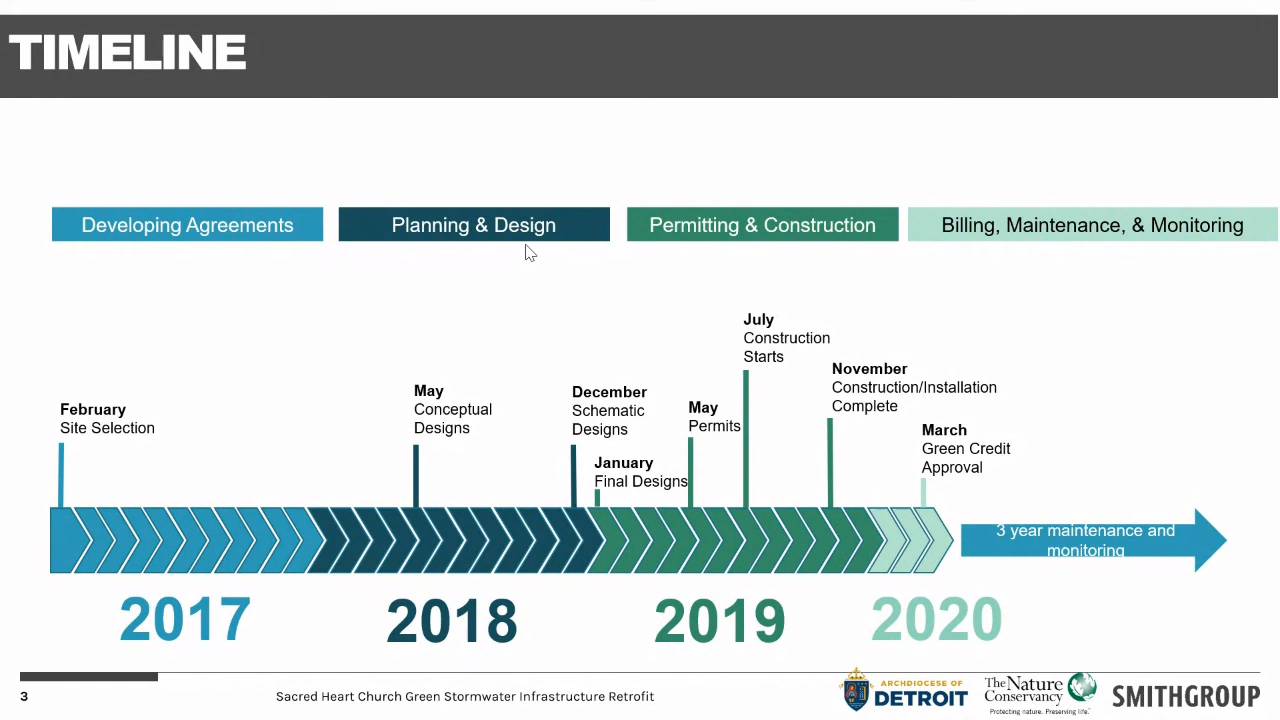 TIMELINE
Developing Agreements
Planning & Design
Permitting & Construction
Billing, Maintenance, & Monitoring
February
Site Selection
May
Conceptual
Designs
December
Schematic
Designs
January
Final Designs
May
Permits
July
Construction
Starts
November
Construction/Installation
Complete
March
Green Credit
Approval
3 year maintenance and
monitoring
2017
2018
2019
2020
3
Sacred Heart Church Green Stormwater Infrastructure Retrofit
ARCHDIOCESE OF
DETROIT
The Nature
Conservancy
Protecting nature. Preserving life.™
SMITHGROUP